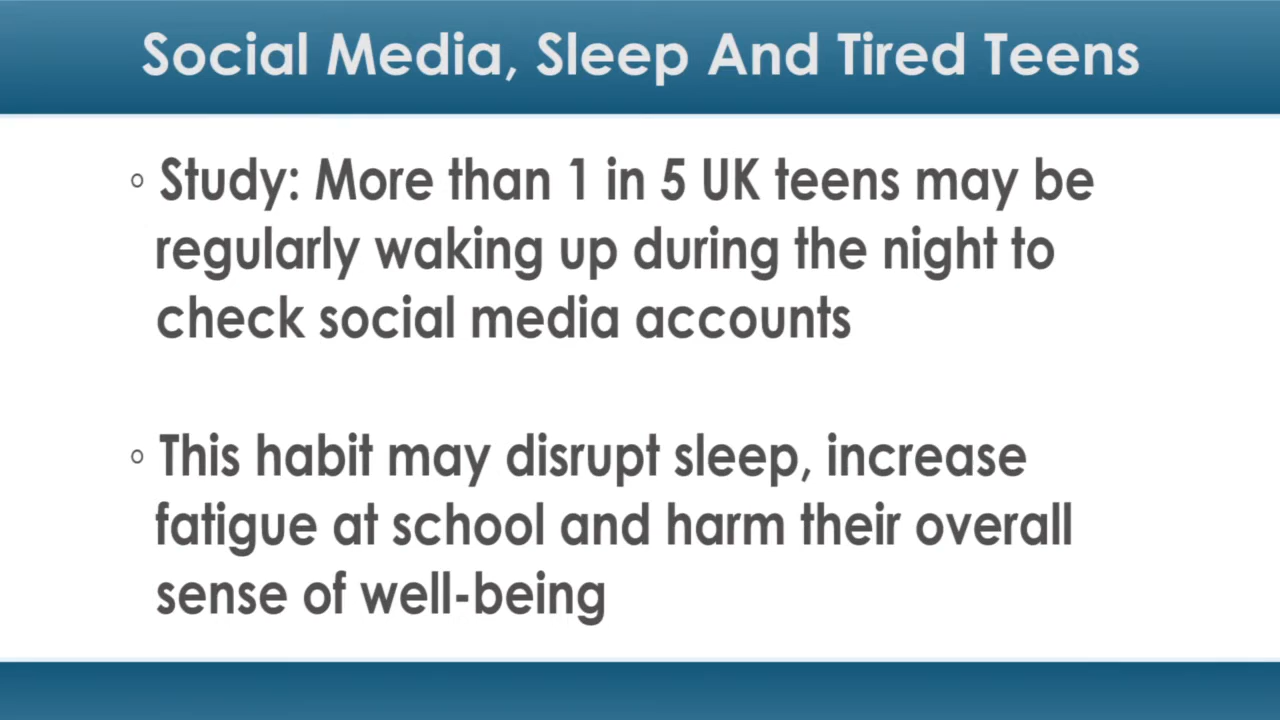 Social Media, Sleep And Tired Teens
◦ Study: More than 1 in 5 UK teens may be
regularly waking up during the night to
check social media accounts
◦ This habit may disrupt sleep, increase
fatigue at school and harm their overall
sense of well-being